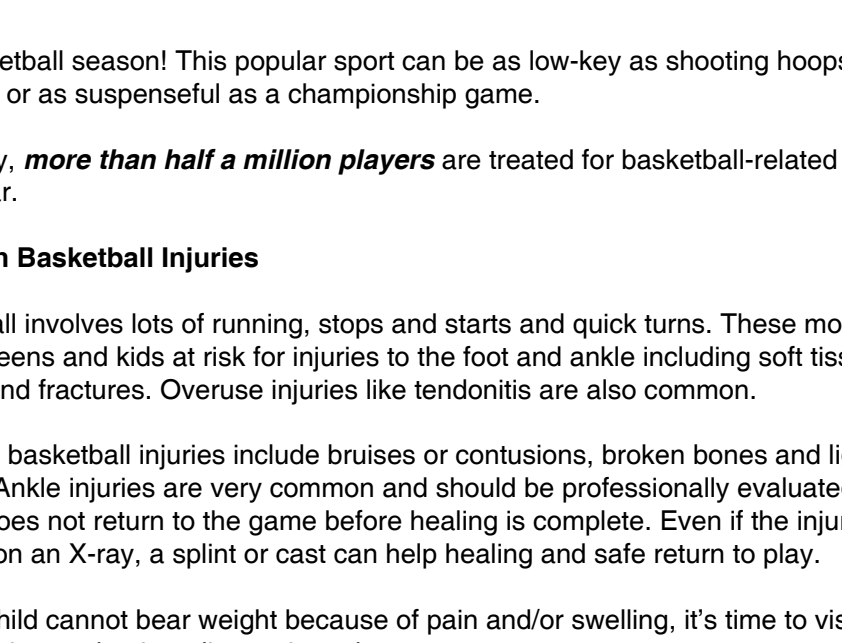 etball season! This popular sport can be as low-key as shooting hoops
or as suspenseful as a championship game.
y, more than half a million players are treated for basketball-related
r.
n Basketball Injuries
all involves lots of running, stops and starts and quick turns. These mo
eens and kids at risk for injuries to the foot and ankle including soft tiss
nd fractures. Overuse injuries like tendonitis are also common.
basketball injuries include bruises or contusions, broken bones and li
Ankle injuries are very common and should be professionally evaluate
oes not return to the game before healing is complete. Even if the injur
on an X-ray, a splint or cast can help healing and safe return to play.
hild cannot bear weight because of pain and/or swelling, it's time to vis